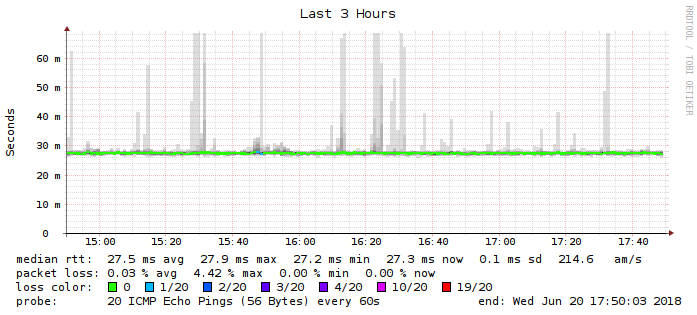 Last 3 Hours
RRDTOOL / TOBI OETIKER
Seconds
60 m
50 m
40 m
30 m
20 m
10 m
0
15:00 15:20 15:40 16:00 16:20 16:40 17:00 17:20 17:40
median rtt: 27.5 ms avg 27.9 ms max 27.2 ms min 27.3 ms now 0.1 ms sd 214.6 am/s
packet loss: 0.03 % avg 4.42 % max 0.00 % min 0.00 % now
loss color: 0 1/20 2/20 3/20 4/20 10/20 19/20
probe: 20 ICMP Echo Pings (56 Bytes) every 60s end: Wed Jun 20 17:50:03 2018